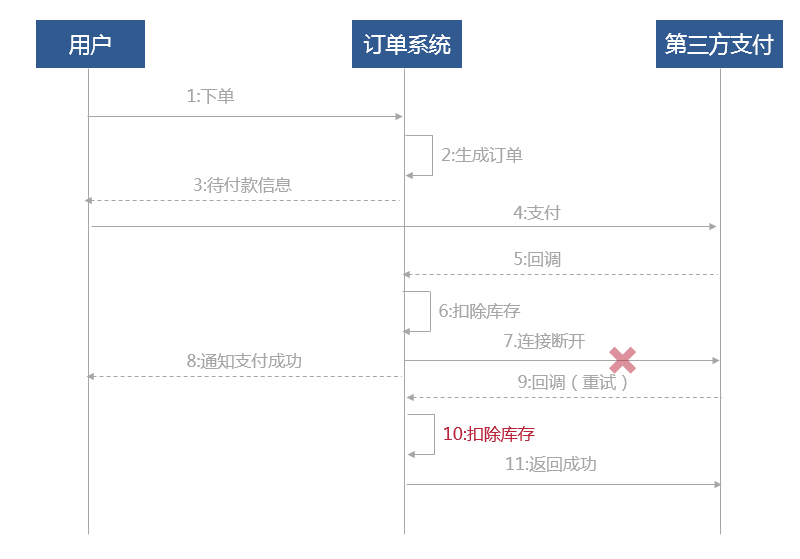 用户
订单系统
第三方支付
1:下单
2:生成订单
3:待付款信息
4:支付
5:回调
6:扣除库存
7.连接断开
8:通知支付成功
9:回调（重试）
10:扣除库存
11:返回成功